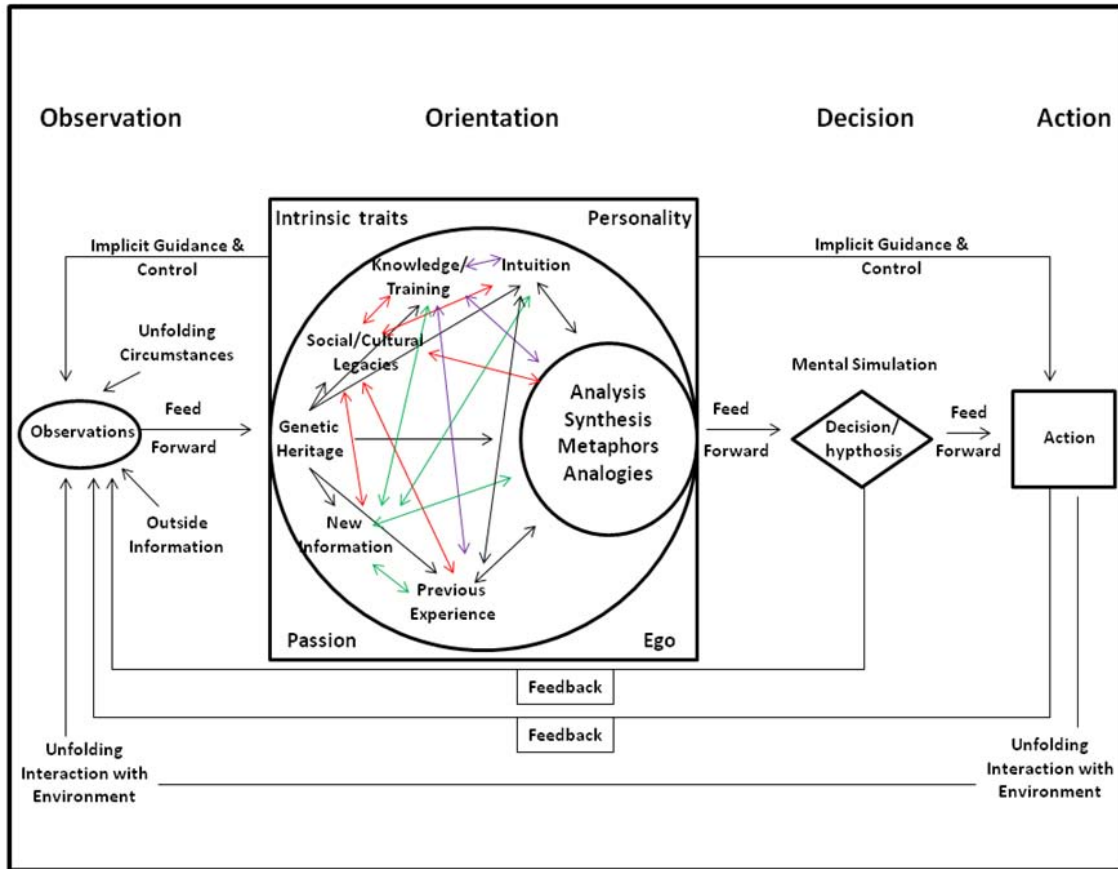 Observation
Orientation
Decision
Action
Intrinsic traits
Personality
Implicit Guidance &
Control
Knowledge/
Training
Intuition
Implicit Guidance &
Control
Unfolding
Circumstances
Social/Cultural
Legacies
Mental Simulation
Observations
Feed
Forward
Genetic
Heritage
Analysis
Synthesis
Metaphors
Analogies
Feed
Forward
Decision/
hypthosis
Feed
Forward
Action
Outside
Information
New
Information
Previous
Experience
Passion
Ego
Feedback
Feedback
Unfolding
Interaction with
Environment
Unfolding
Interaction with
Environment